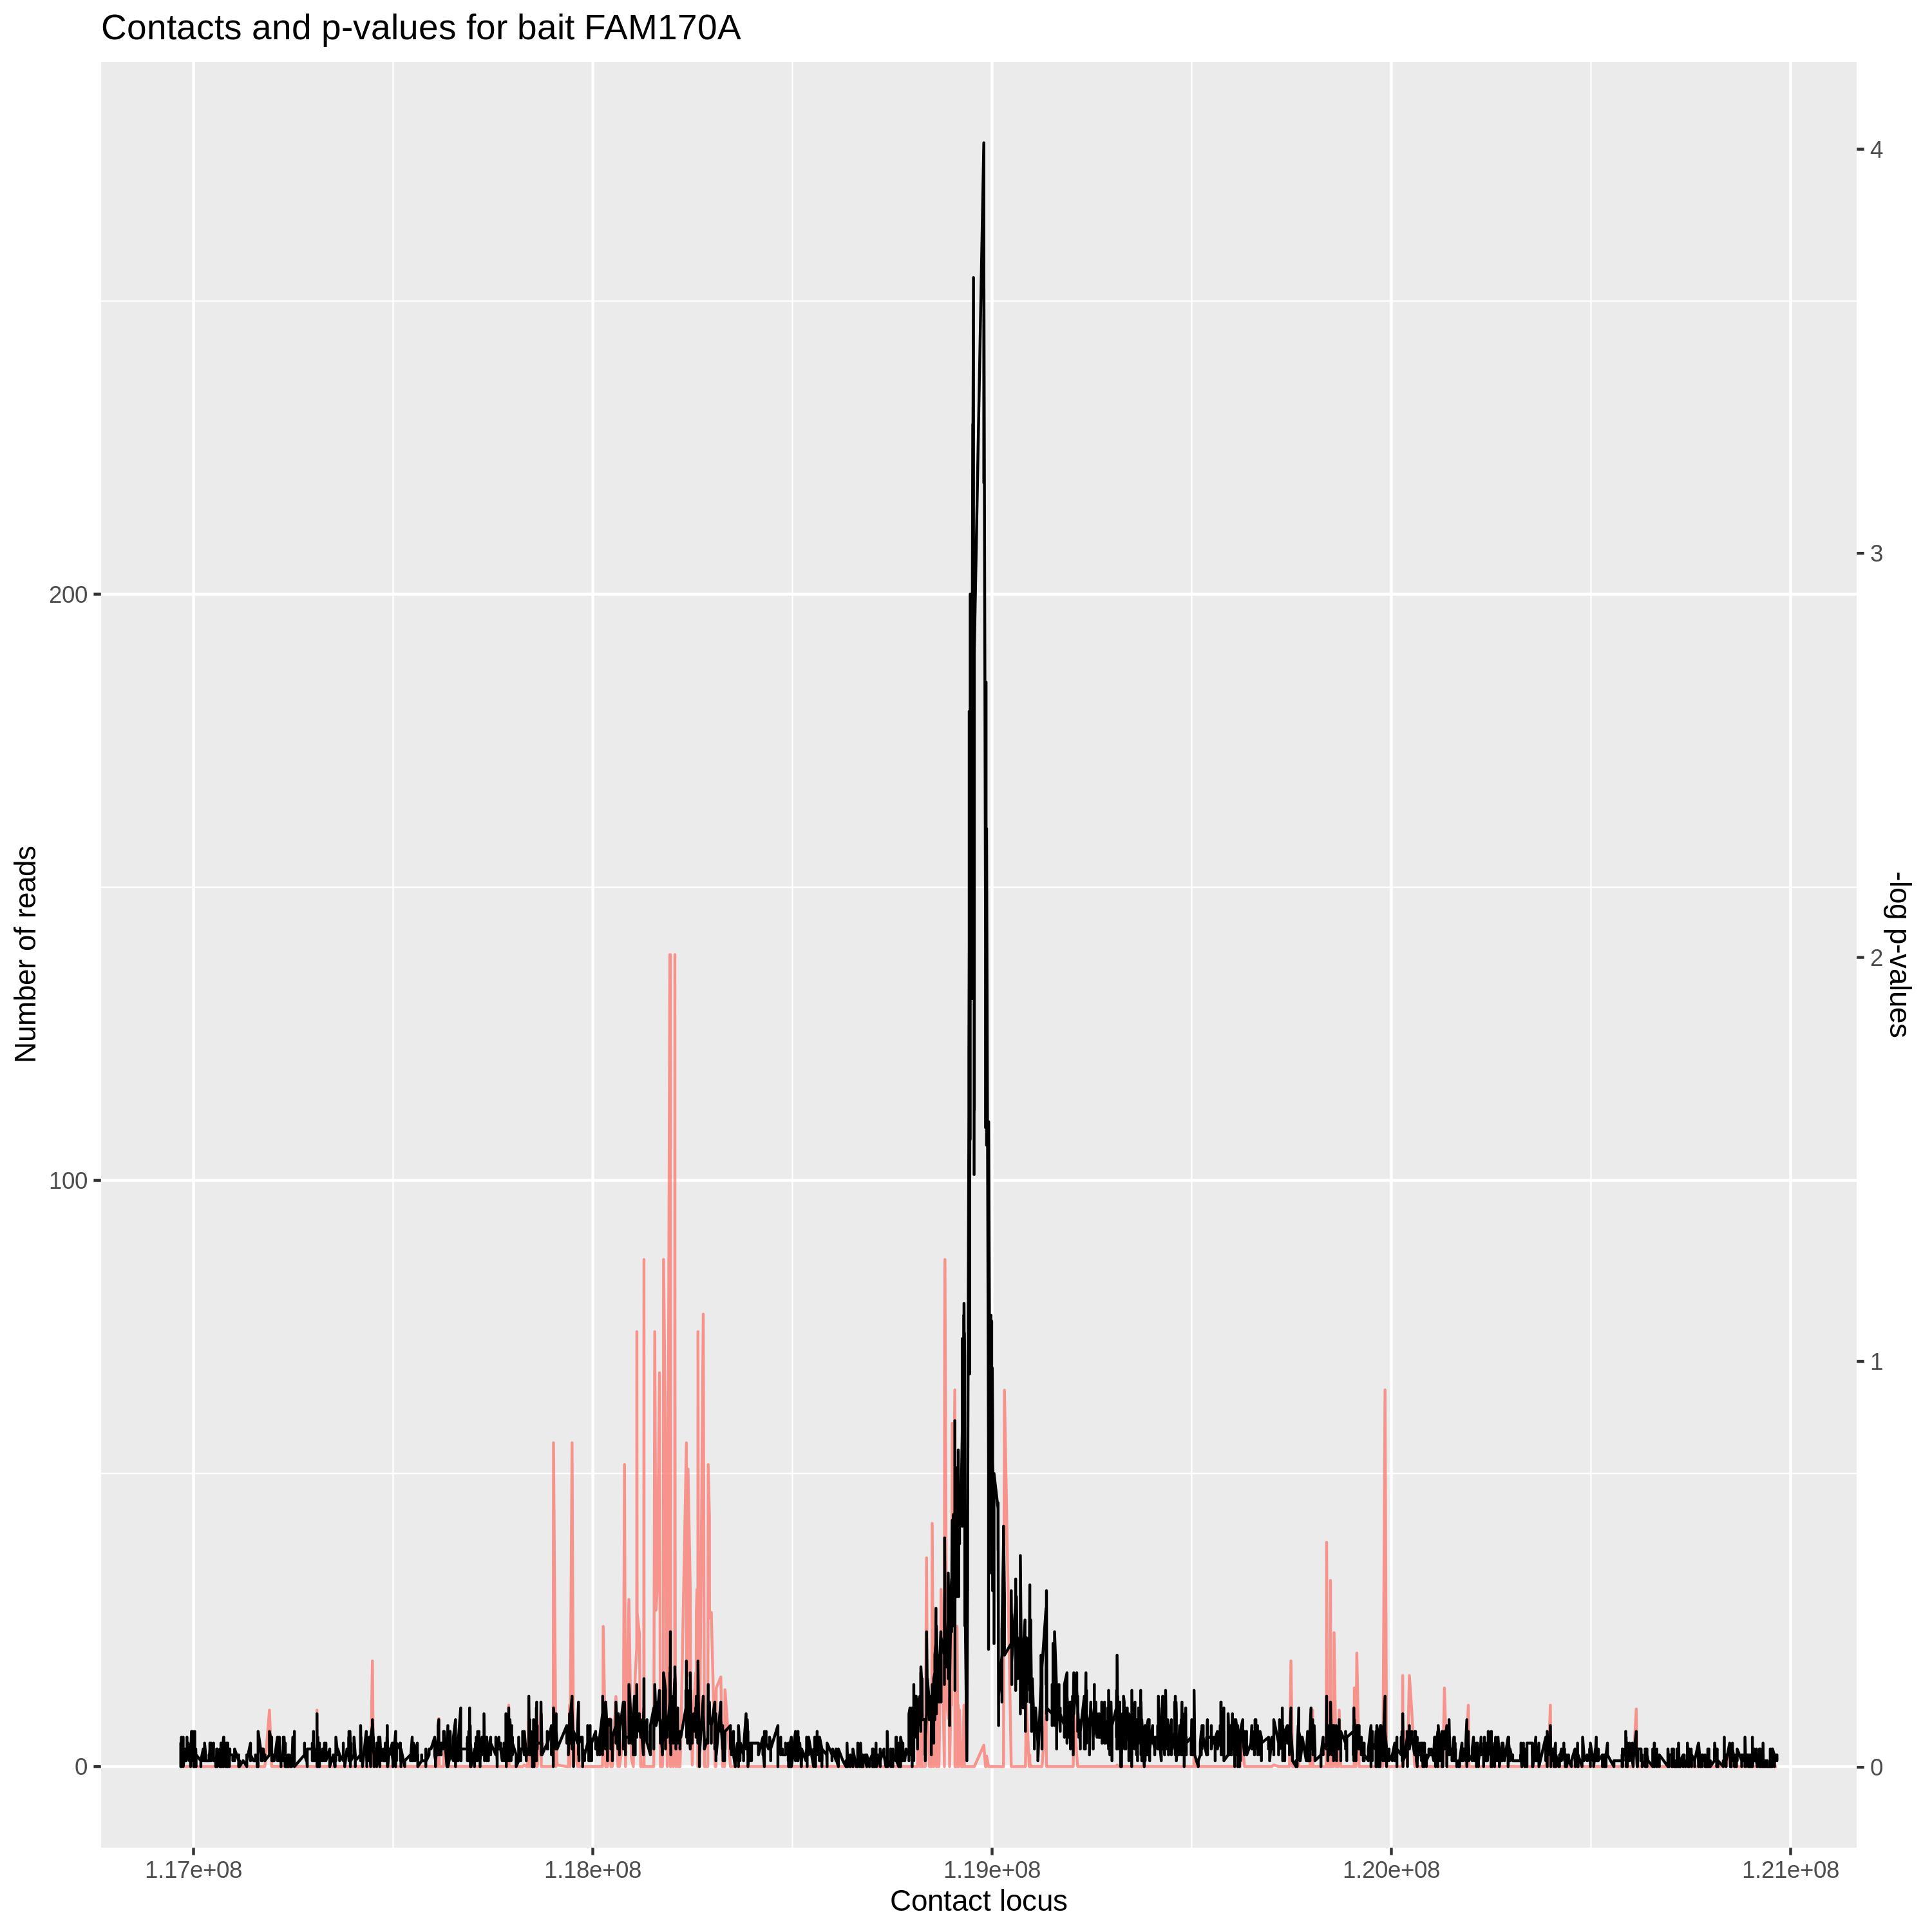 Contacts and p-values for bait FAM170A
Number of reads
200
100
0
4
3
2
1
0
-log p-values
1.17e+08
1.18e+08
1.19e+08
1.20e+08
1.21e+08
Contact locus